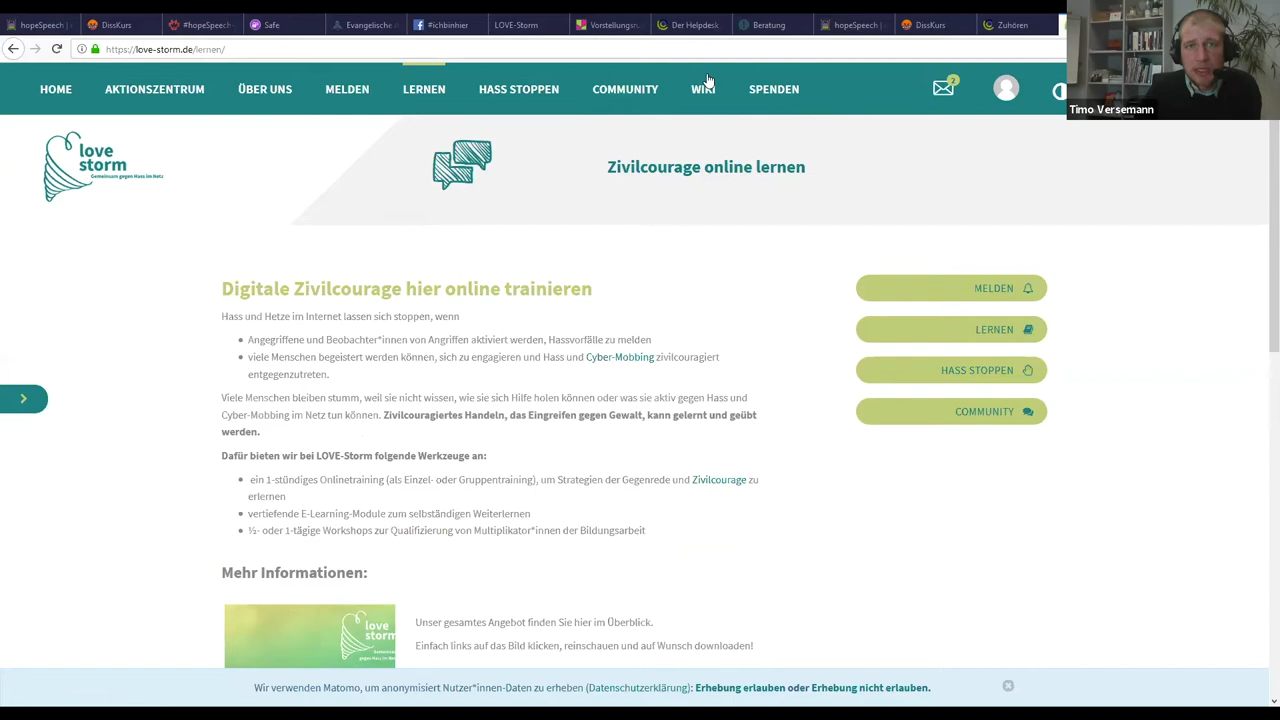 hopeSpeech
DissKurs
#hopeSpeech
Safe
Evangelische
#ichbinhier
LOVE-Storm
Vorstellungsru
Der Helpdesk
Beratung
hopeSpeech
DissKurs
Zuhören
https://love-storm.de/lernen/
HOME
AKTIONSZENTRUM
ÜBER UNS
MELDEN
LERNEN
HASS STOPPEN
COMMUNITY
WIKI
SPENDEN
2
Timo Versemann
love
storm
Gemeinsam gegen Hass im Netz
Zivilcourage online lernen
Digitale Zivilcourage hier online trainieren
Hass und Hetze im Internet lassen sich stoppen, wenn
Angegriffene und Beobachter*innen von Angriffen aktiviert werden, Hassvorfälle zu melden
viele Menschen begeistert werden können, sich zu engagieren und Hass und Cyber-Mobbing zivilcouragiert
entgegenzutreten.
Viele Menschen bleiben stumm, weil sie nicht wissen, wie sie sich Hilfe holen können oder was sie aktiv gegen Hass und
Cyber-Mobbing im Netz tun können. Zivilcouragiertes Handeln, das Eingreifen gegen Gewalt, kann gelernt und geübt
werden.
Dafür bieten wir bei LOVE-Storm folgende Werkzeuge an:
ein 1-stündiges Onlinetraining (als Einzel- oder Gruppentraining), um Strategien der Gegenrede und Zivilcourage zu
erlernen
vertiefende E-Learning-Module zum selbständigen Weiterlernen
½- oder 1-tägige Workshops zur Qualifizierung von Multiplikator*innen der Bildungsarbeit
MELDEN
LERNEN
HASS STOPPEN
COMMUNITY
Mehr Informationen:
love
storm
Unser gesamtes Angebot finden Sie hier im Überblick.
Einfach links auf das Bild klicken, reinschauen und auf Wunsch downloaden!
Wir verwenden Matomo, um anonymisiert Nutzer*innen-Daten zu erheben (Datenschutzerklärung): Erhebung erlauben oder Erhebung nicht erlauben.